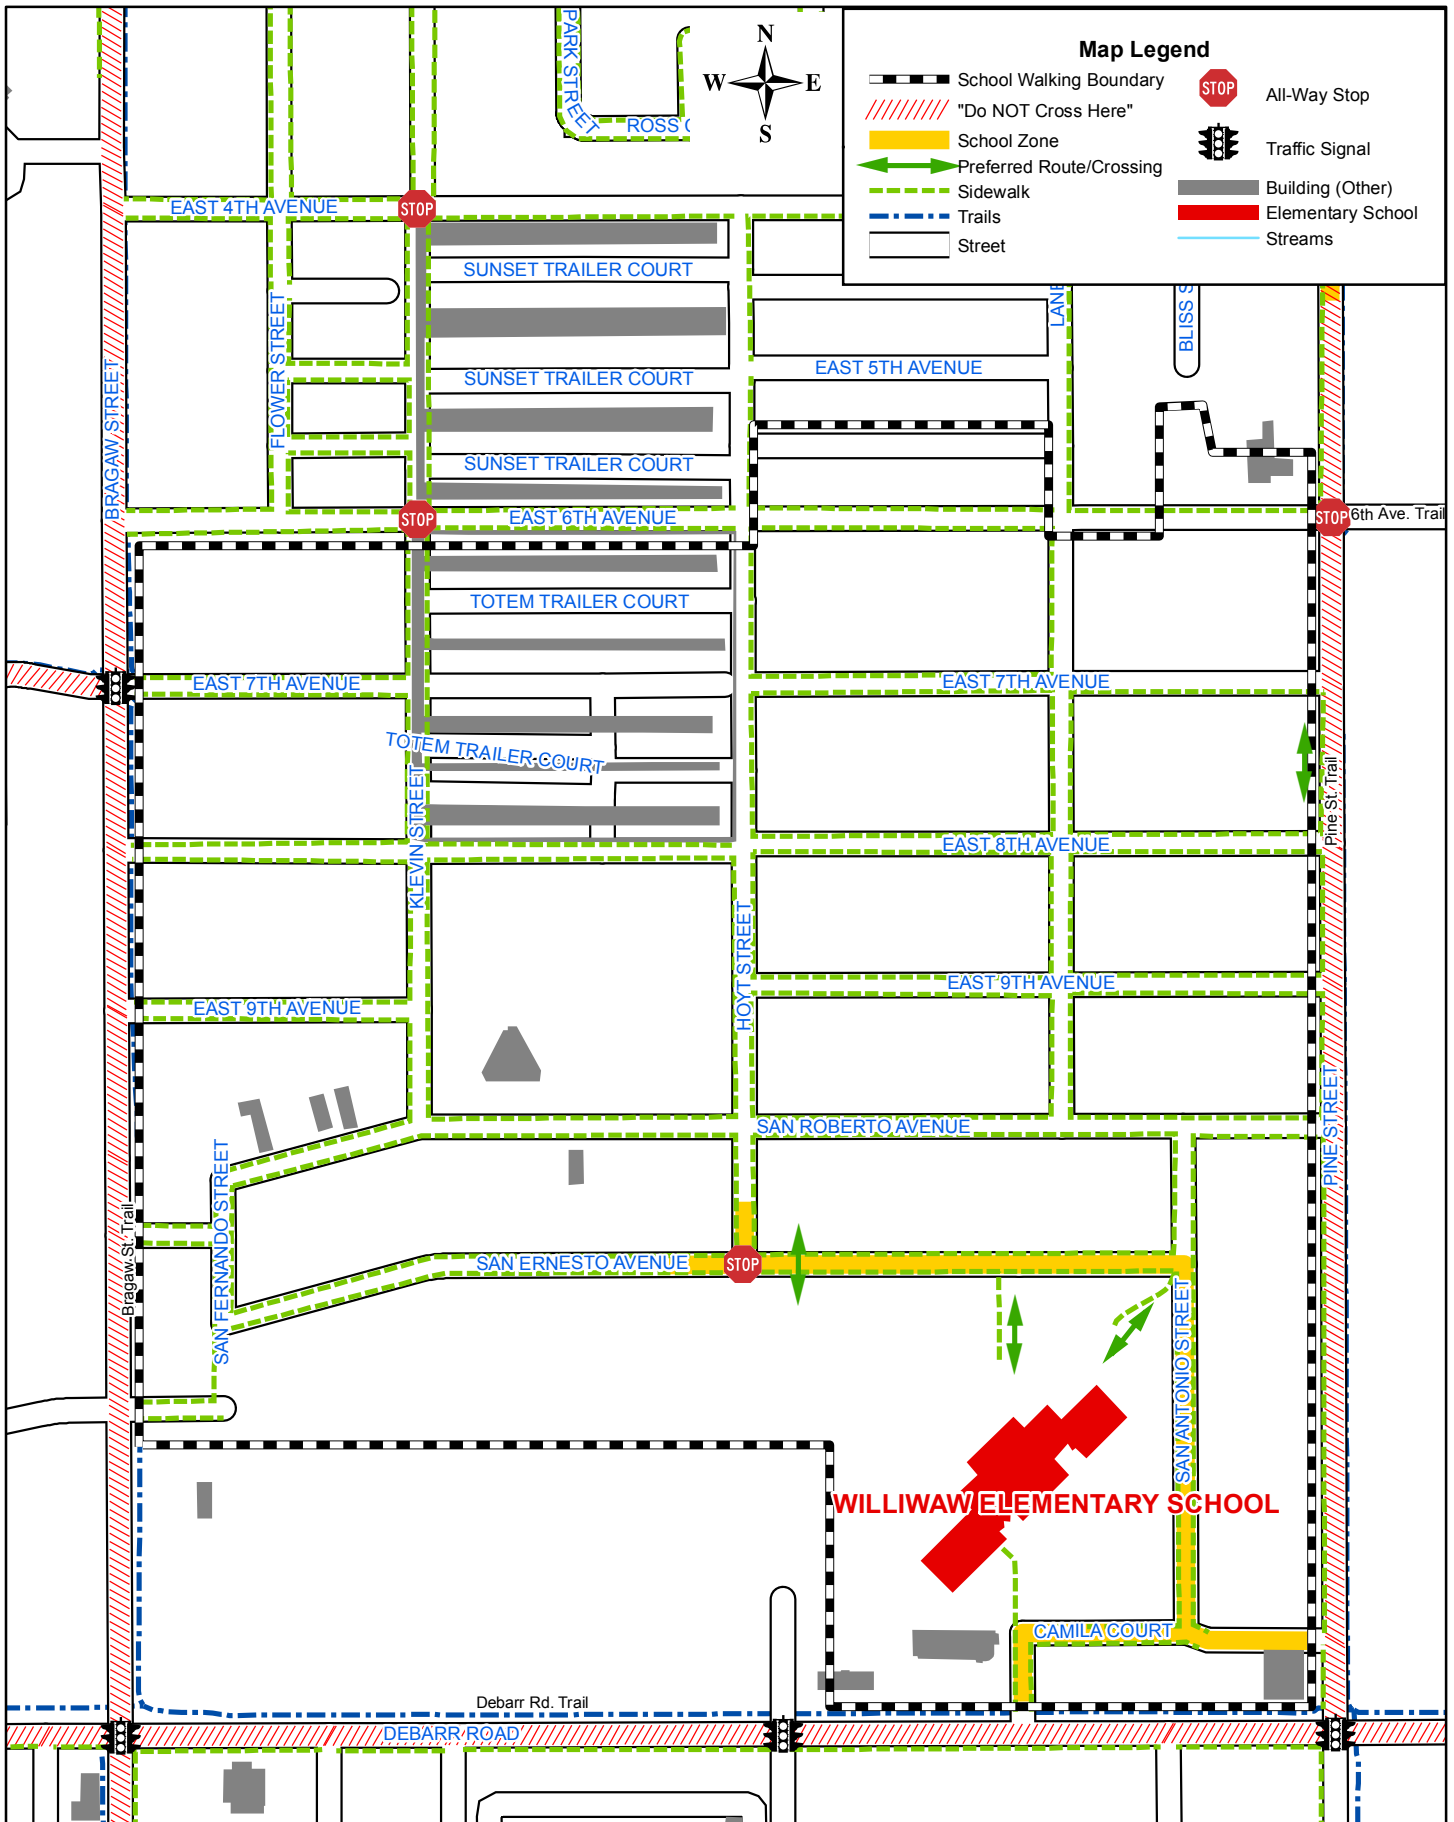 PARK STREET
ROSS C
N
W E
S
Map Legend
School Walking Boundary
"Do NOT Cross Here"
School Zone
Preferred Route/Crossing
Sidewalk
Trails
Street
STOP
All-Way Stop
Traffic Signal
Building (Other)
Elementary School
Streams
EAST 4TH AVENUE
STOP
SUNSET TRAILER COURT
LANE
BLISS S
FLOWER STREET
EAST 5TH AVENUE
SUNSET TRAILER COURT
BRAGAW STREET
SUNSET TRAILER COURT
STOP
EAST 6TH AVENUE
STOP
6th Ave. Trail
TOTEM TRAILER COURT
EAST 7TH AVENUE
EAST 7TH AVENUE
TOTEM TRAILER COURT
Pine St. Trail
KLEVIN STREET
EAST 8TH AVENUE
HOYT STREET
EAST 9TH AVENUE
EAST 9TH AVENUE
SAN ROBERTO AVENUE
PINE STREET
SAN FERNANDO STREET
Bragaw St. Trail
SAN ERNESTO AVENUE
STOP
SAN ANTONIO STREET
WILLIWAW ELEMENTARY SCHOOL
CAMILA COURT
Debarr Rd. Trail
DEBARR ROAD